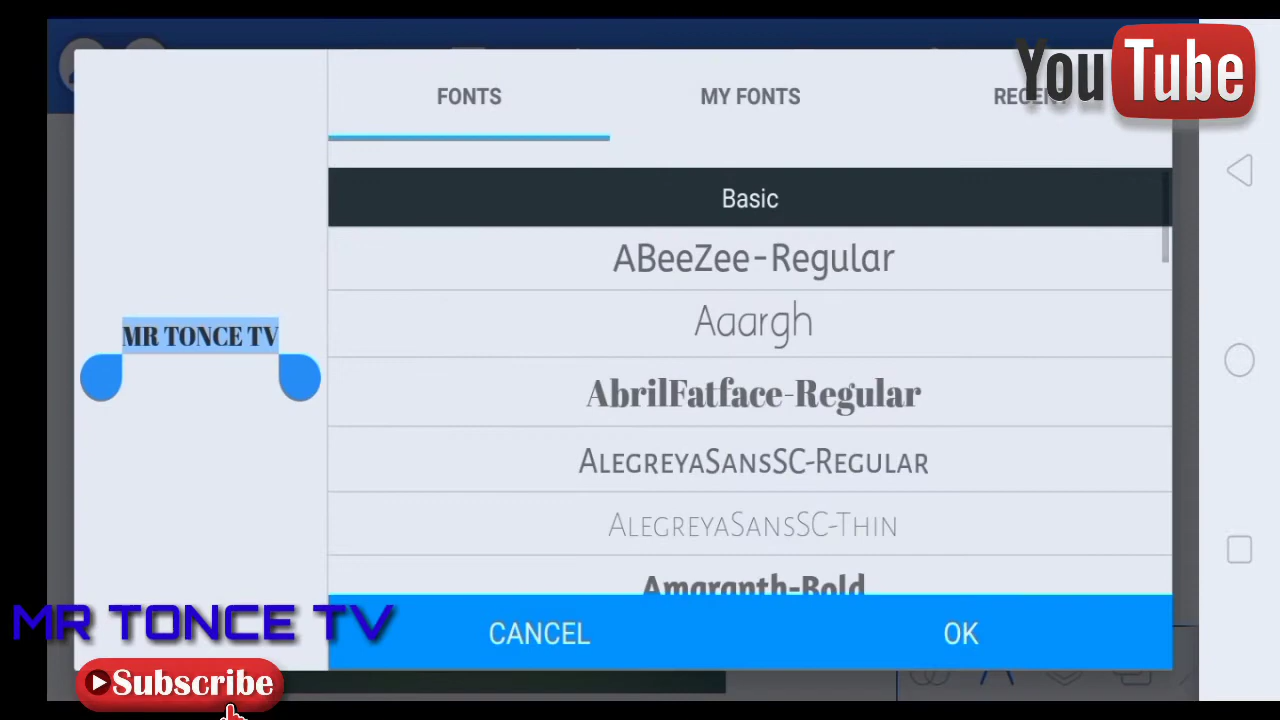 YouTube
FONTS
MY FONTS
RECENT
Basic
ABeeZee-Regular
Aaargh
AbrilFatface-Regular
MR TONCE TV
AlegreyaSansSC-Regular
AlegreyaSansSC-Thin
Amaranth-Bold
MR TONCE TV
CANCEL
OK
Subscribe